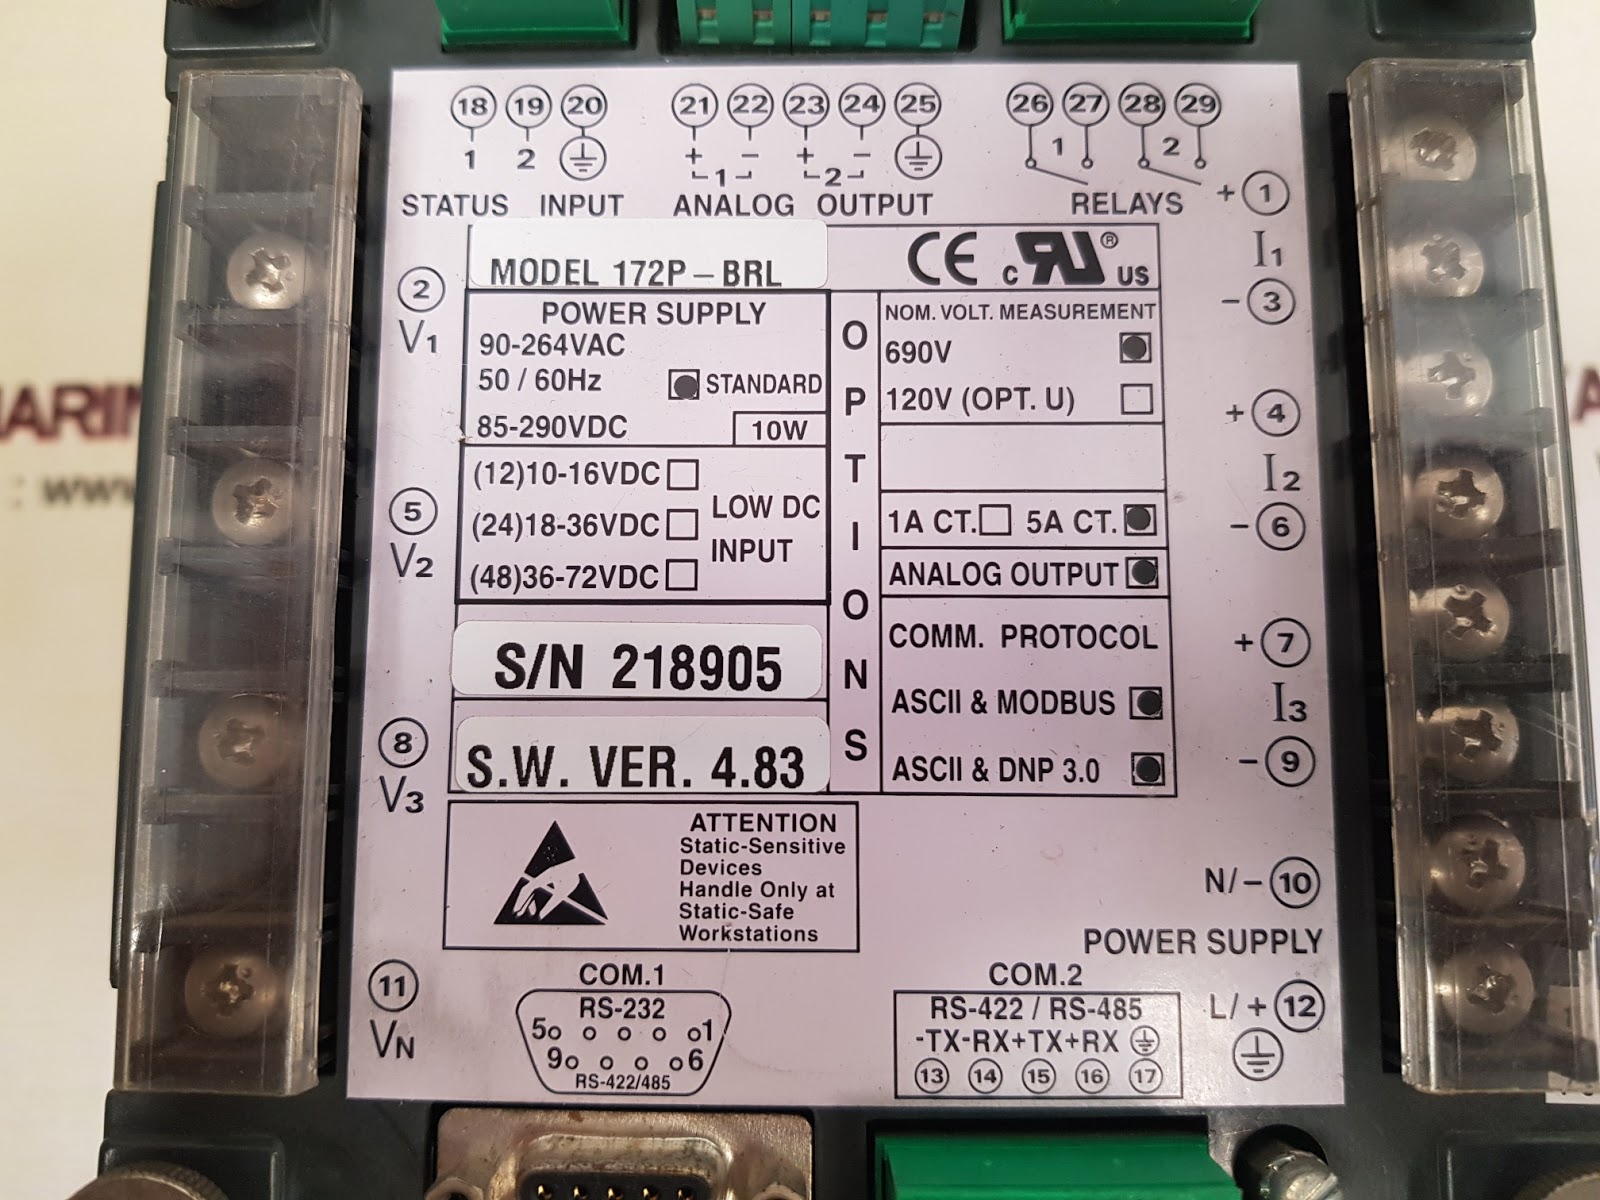 18 19 20 21 22 23 24 25 26 27 28 29
1 2 + - + - 1 2
1 2
STATUS INPUT ANALOG OUTPUT RELAYS
+ 1
I1
- 3
+ 4
I2
- 6
+ 7
I3
- 9
N/- 10
POWER SUPPLY
L/+ 12
2
V1
5
V2
8
V3
11
VN
MODEL 172P-BRL
CE c RU ® US
POWER SUPPLY
90-264VAC
50 / 60Hz STANDARD
85-290VDC 10W
(12)10-16VDC
(24)18-36VDC
(48)36-72VDC
LOW DC
INPUT
S/N 218905
S.W. VER. 4.83
OPTIONS
NOM. VOLT. MEASUREMENT
690V
120V (OPT. U)
1A CT. 5A CT.
ANALOG OUTPUT
COMM. PROTOCOL
ASCII & MODBUS
ASCII & DNP 3.0
ATTENTION
Static-Sensitive
Devices
Handle Only at
Static-Safe
Workstations
COM.1
RS-232
5 1
9 6
RS-422/485
COM.2
RS-422 / RS-485
-TX-RX+TX+RX
13 14 15 16 17
ARIN
: www